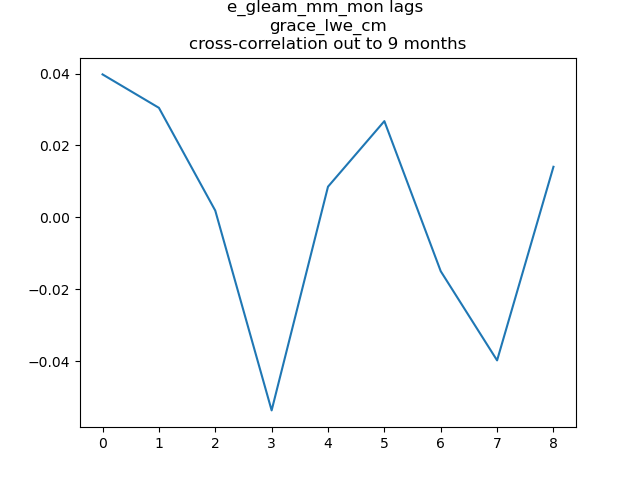 e_gleam_mm_mon lags
grace_lwe_cm
cross-correlation out to 9 months
0.04
0.02
0.00
−0.02
−0.04
0 1 2 3 4 5 6 7 8